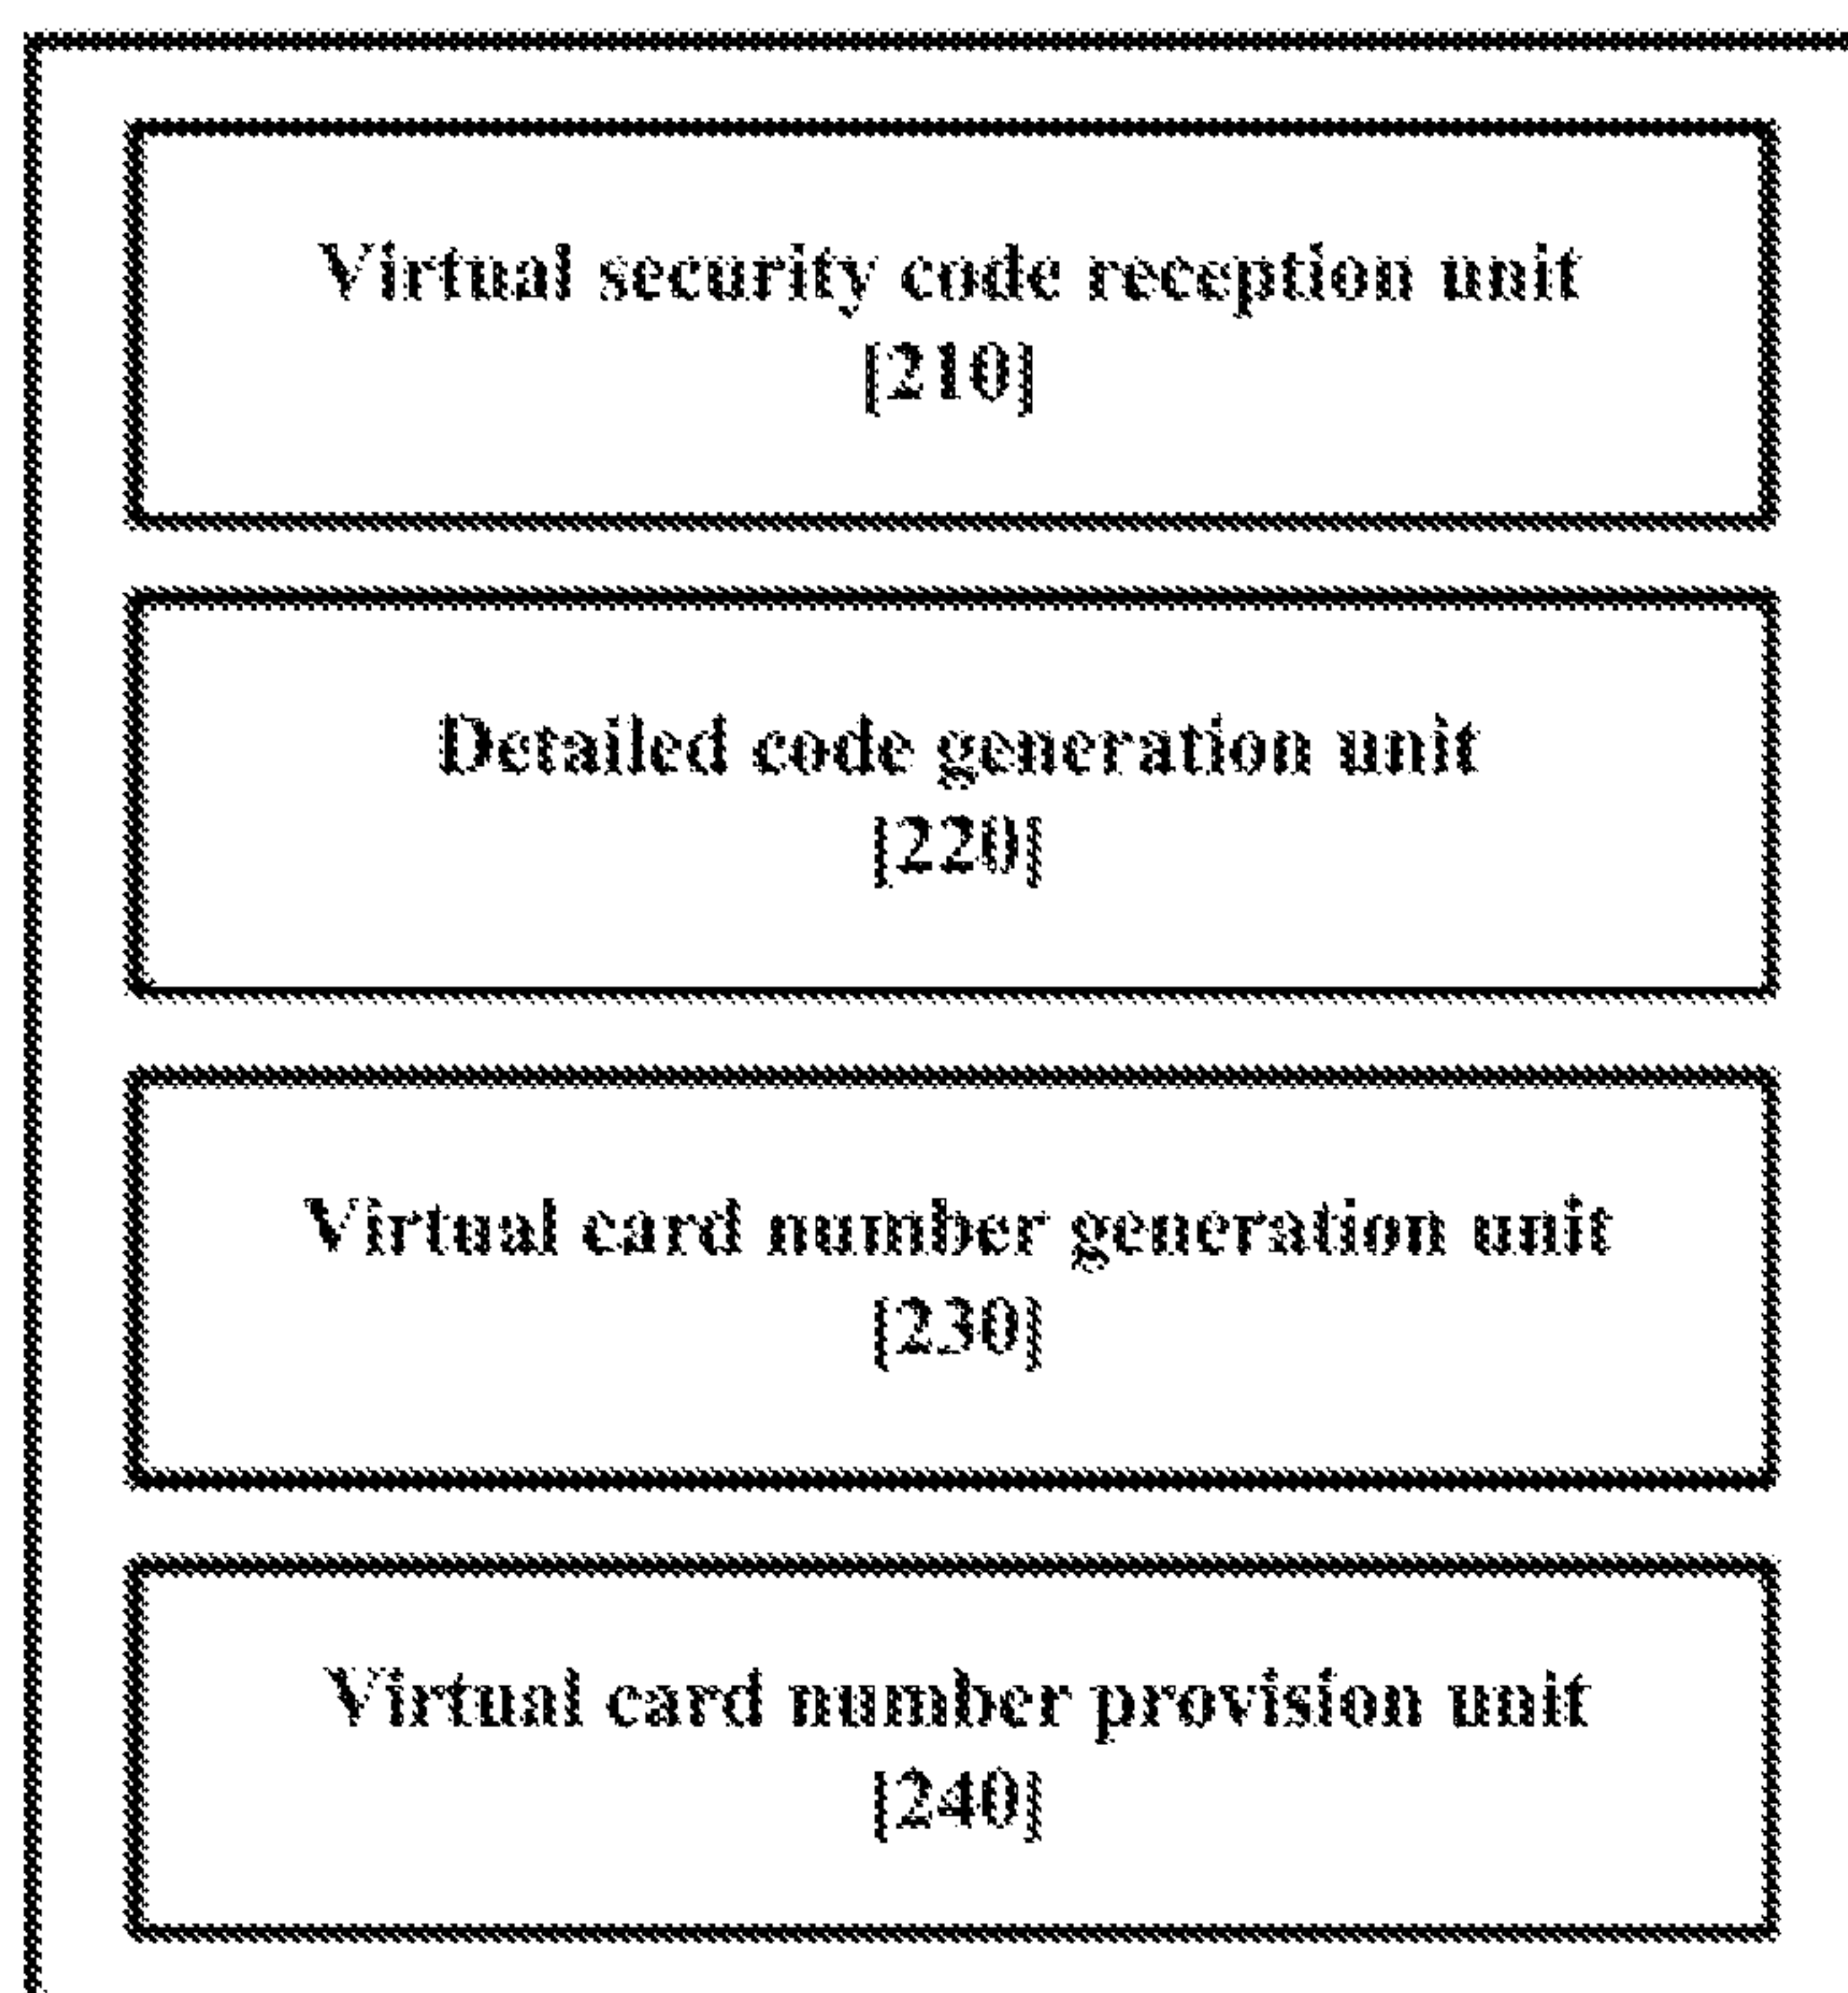 Virtual security code reception unit
[210]
Detailed code generation unit
[220]
Virtual card number generation unit
[230]
Virtual card number provision unit
[240]